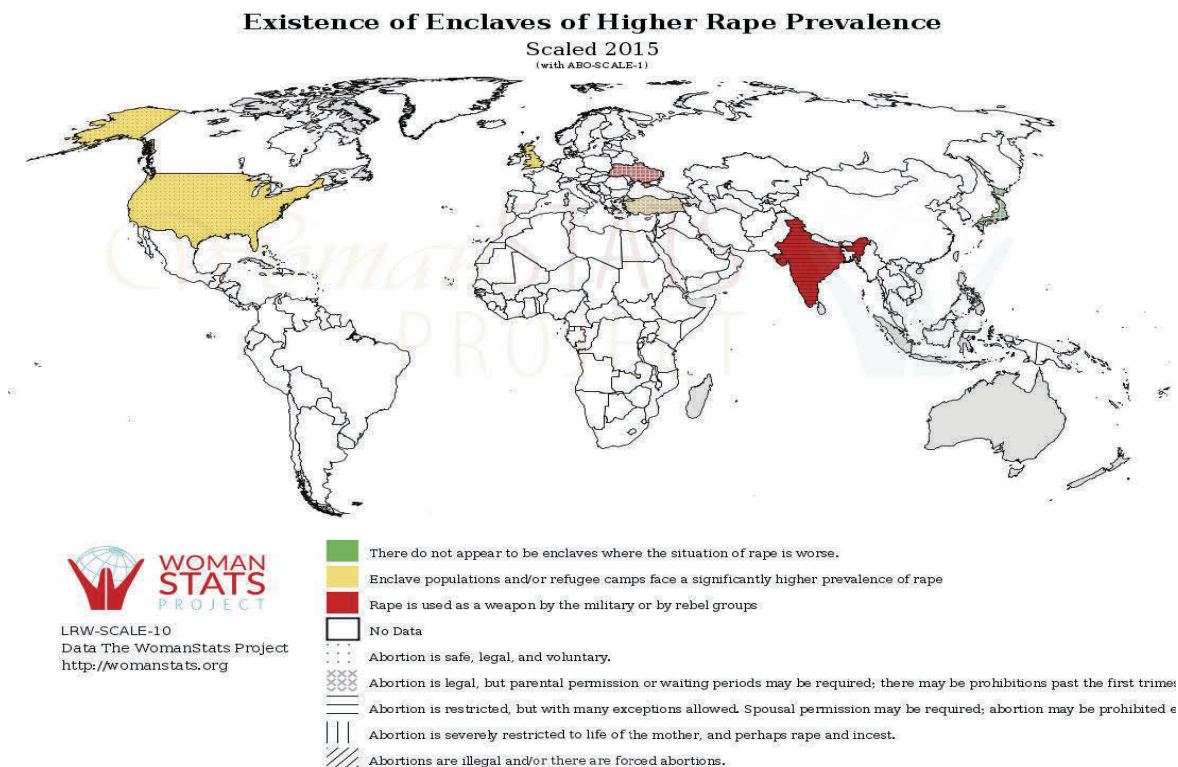 Existence of Enclaves of Higher Rape Prevalence
Scaled 2015
(with ABO-SCALE-1)
STATS
PROJECT
WOMAN
STATS
PROJECT
LRW-SCALE-10
Data The WomanStats Project
http://womanstats.org
There do not appear to be enclaves where the situation of rape is worse.
Enclave populations and/or refugee camps face a significantly higher prevalence of rape
Rape is used as a weapon by the military or by rebel groups
No Data
Abortion is safe, legal, and voluntary.
Abortion is legal, but parental permission or waiting periods may be required; there may be prohibitions past the first trimes
Abortion is restricted, but with many exceptions allowed. Spousal permission may be required; abortion may be prohibited e
Abortion is severely restricted to life of the mother, and perhaps rape and incest.
Abortions are illegal and/or there are forced abortions.